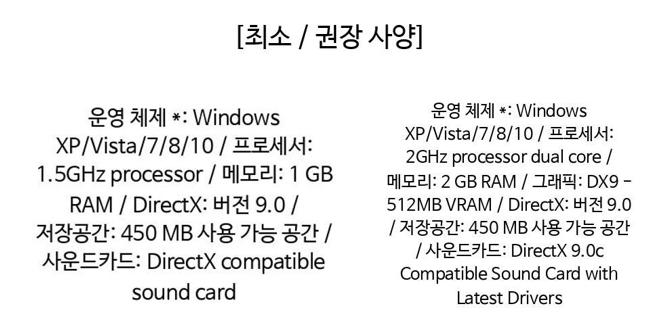 [최소 / 권장 사양]
운영 체제 *: Windows
XP/Vista/7/8/10 / 프로세서:
1.5GHz processor / 메모리: 1 GB
RAM / DirectX: 버전 9.0 /
저장공간: 450 MB 사용 가능 공간 /
사운드카드: DirectX compatible
sound card
운영 체제 *: Windows
XP/Vista/7/8/10 / 프로세서:
2GHz processor dual core /
메모리: 2 GB RAM / 그래픽: DX9 -
512MB VRAM / DirectX: 버전 9.0
/ 저장공간: 450 MB 사용 가능 공간
/ 사운드카드: DirectX 9.0c
Compatible Sound Card with
Latest Drivers